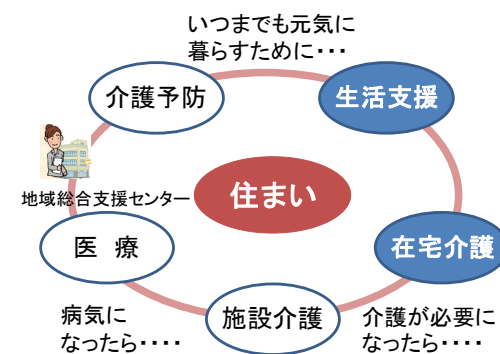 いつまでも元気に
暮らすために・・・
介護予防
生活支援
地域総合支援センター
住まい
医 療
在宅介護
施設介護
病気に
なったら・・・・
介護が必要に
なったら・・・・